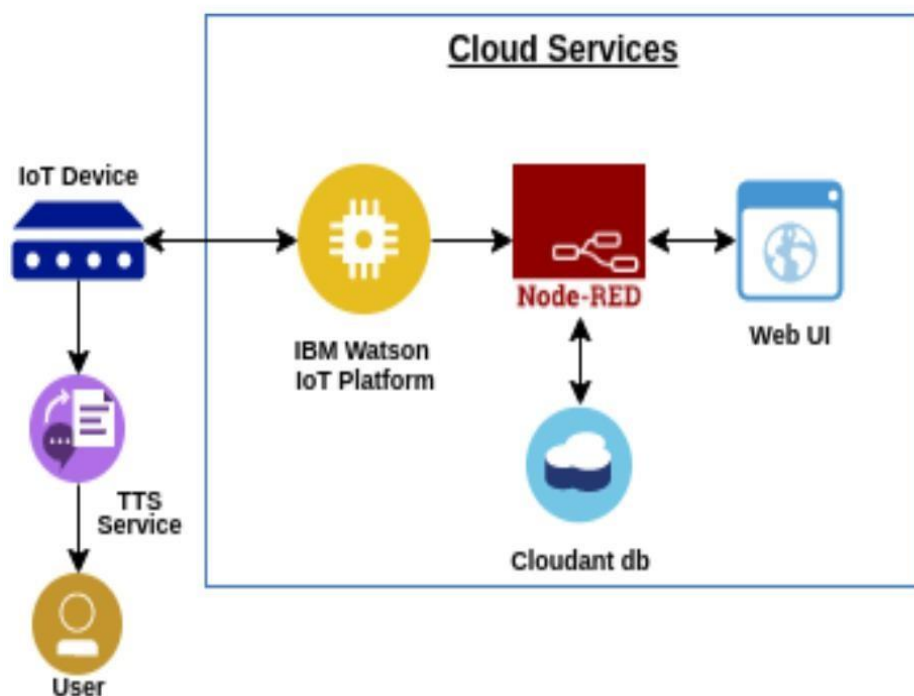 Cloud Services
IoT Device
Node-RED
IBM Watson
IoT Platform
Web UI
TTS
Service
Cloudant db
User